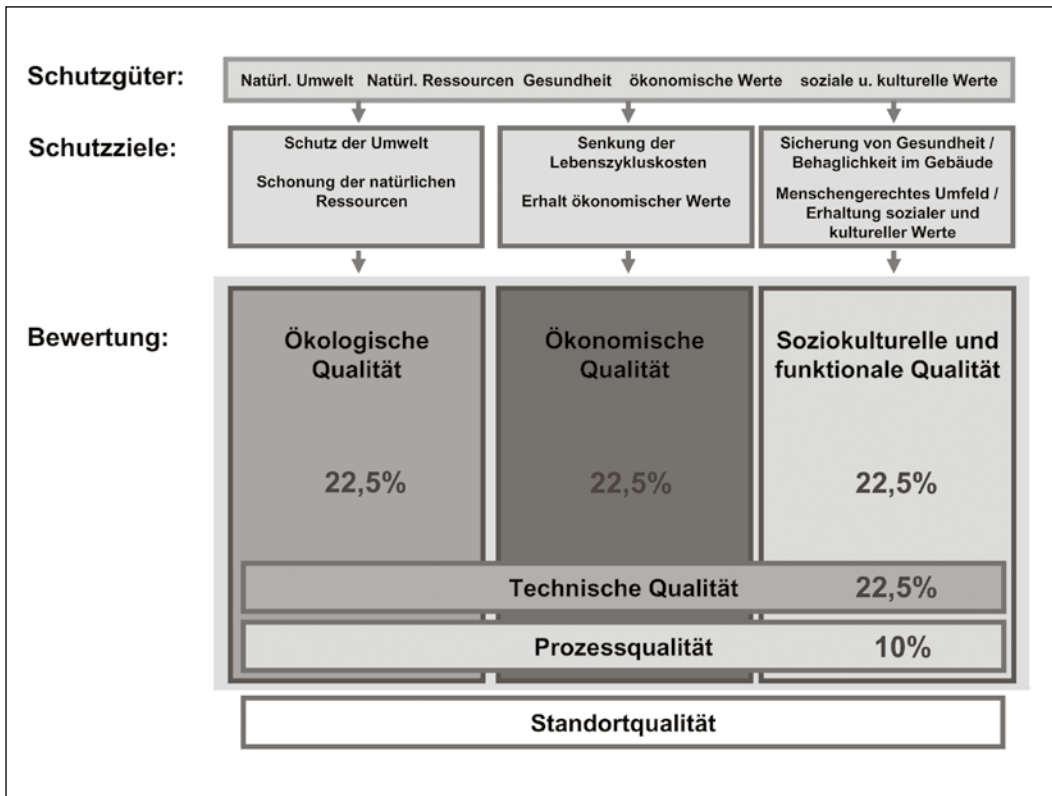 Schutzgüter:
Natürl. Umwelt Natürl. Ressourcen Gesundheit ökonomische Werte soziale u. kulturelle Werte
Schutzziele:
Schutz der Umwelt
Schonung der natürlichen
Ressourcen
Senkung der
Lebenszykluskosten
Erhalt ökonomischer Werte
Sicherung von Gesundheit /
Behaglichkeit im Gebäude
Menschengerechtes Umfeld /
Erhaltung sozialer und
kultureller Werte
Bewertung:
Ökologische
Qualität
22,5%
Ökonomische
Qualität
22,5%
Soziokulturelle und
funktionale Qualität
22,5%
Technische Qualität 22,5%
Prozessqualität 10%
Standortqualität